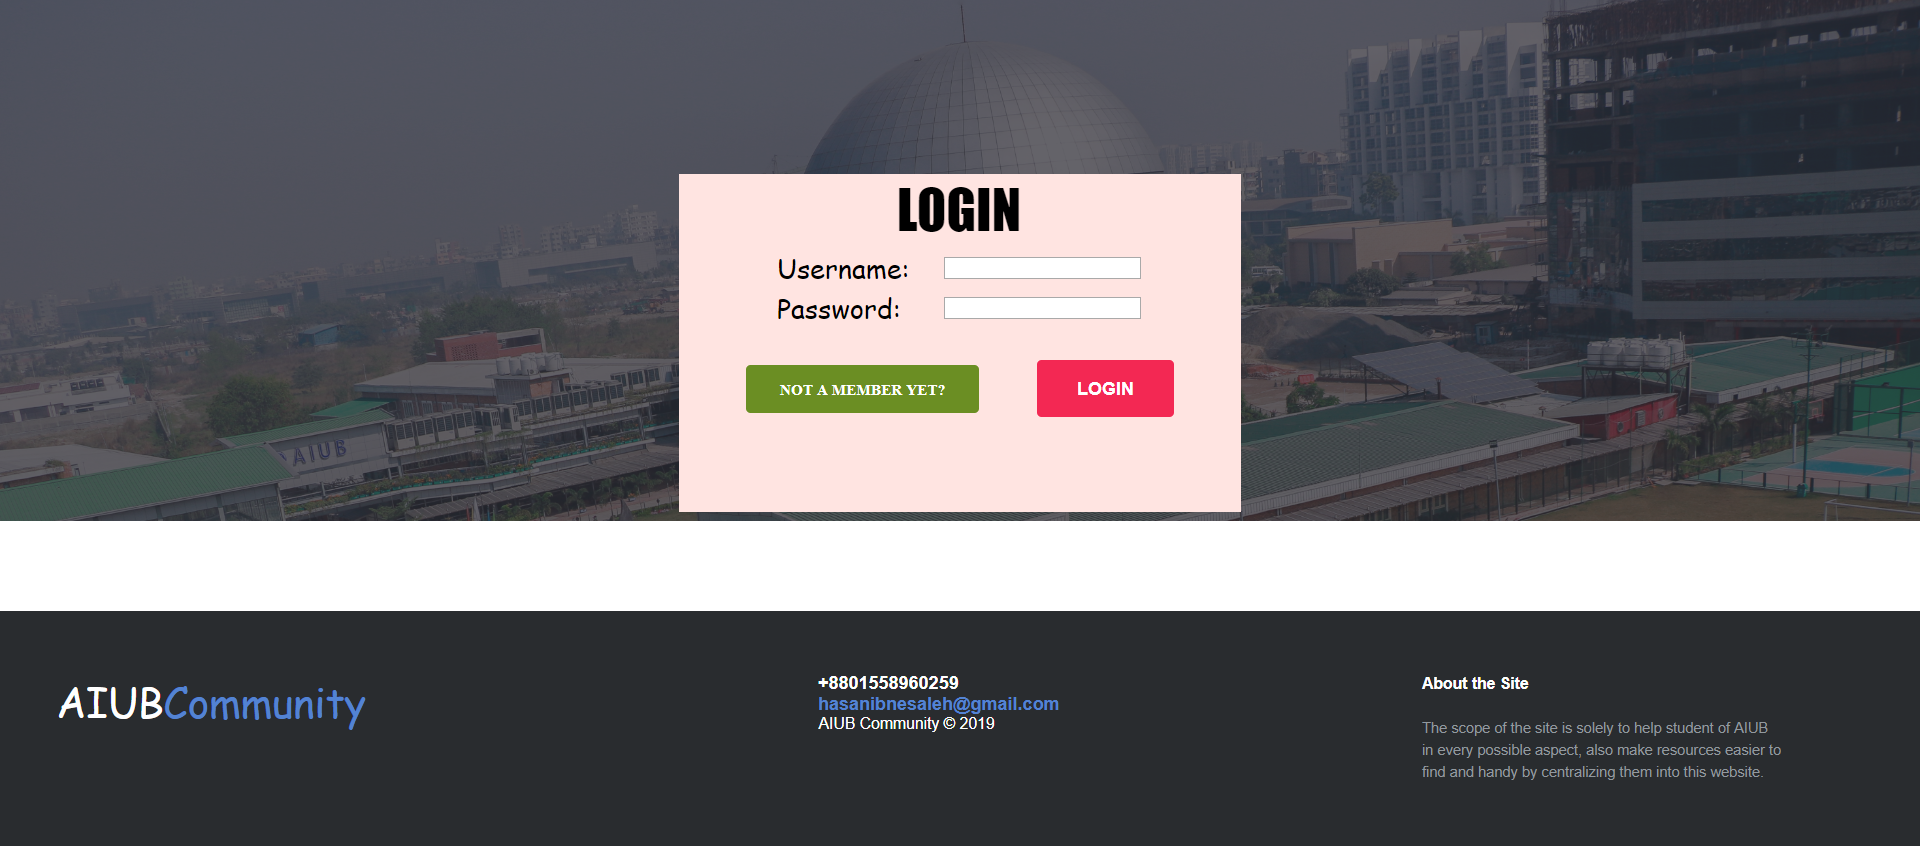 LOGIN
Username:
Password:
NOT A MEMBER YET?
LOGIN
AIUB
AIUBCommunity
+8801558960259
hasanibnesaleh@gmail.com
AIUB Community © 2019
About the Site
The scope of the site is solely to help student of AIUB
in every possible aspect, also make resources easier to
find and handy by centralizing them into this website.